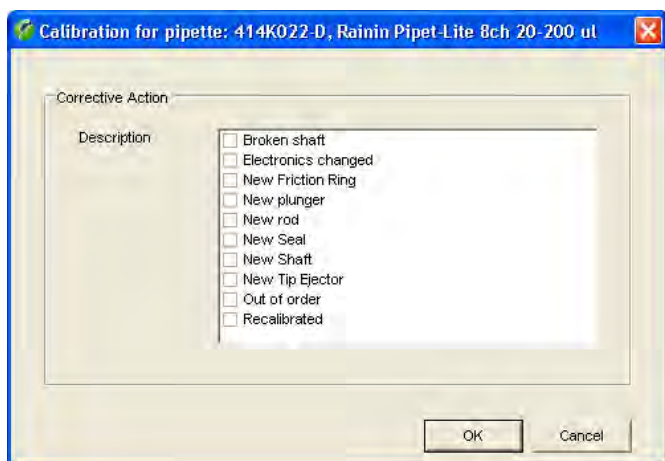 Calibration for pipette: 414K022-D, Rainin Pipet-Lite 8ch 20-200 ul
Corrective Action
Description
Broken shaft
Electronics changed
New Friction Ring
New plunger
New rod
New Seal
New Shaft
New Tip Ejector
Out of order
Recalibrated
OK
Cancel